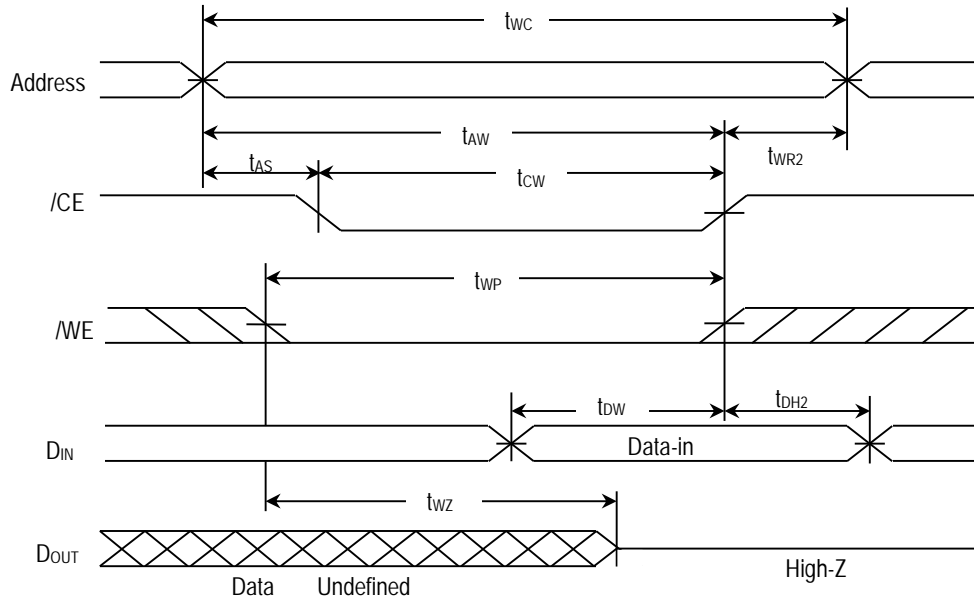 tWC
Address
tAW
tWR2
tAS
tCW
/CE
tWP
/WE
tDW
tDH2
DIN
Data-in
tWZ
DOUT
Data Undefined
High-Z